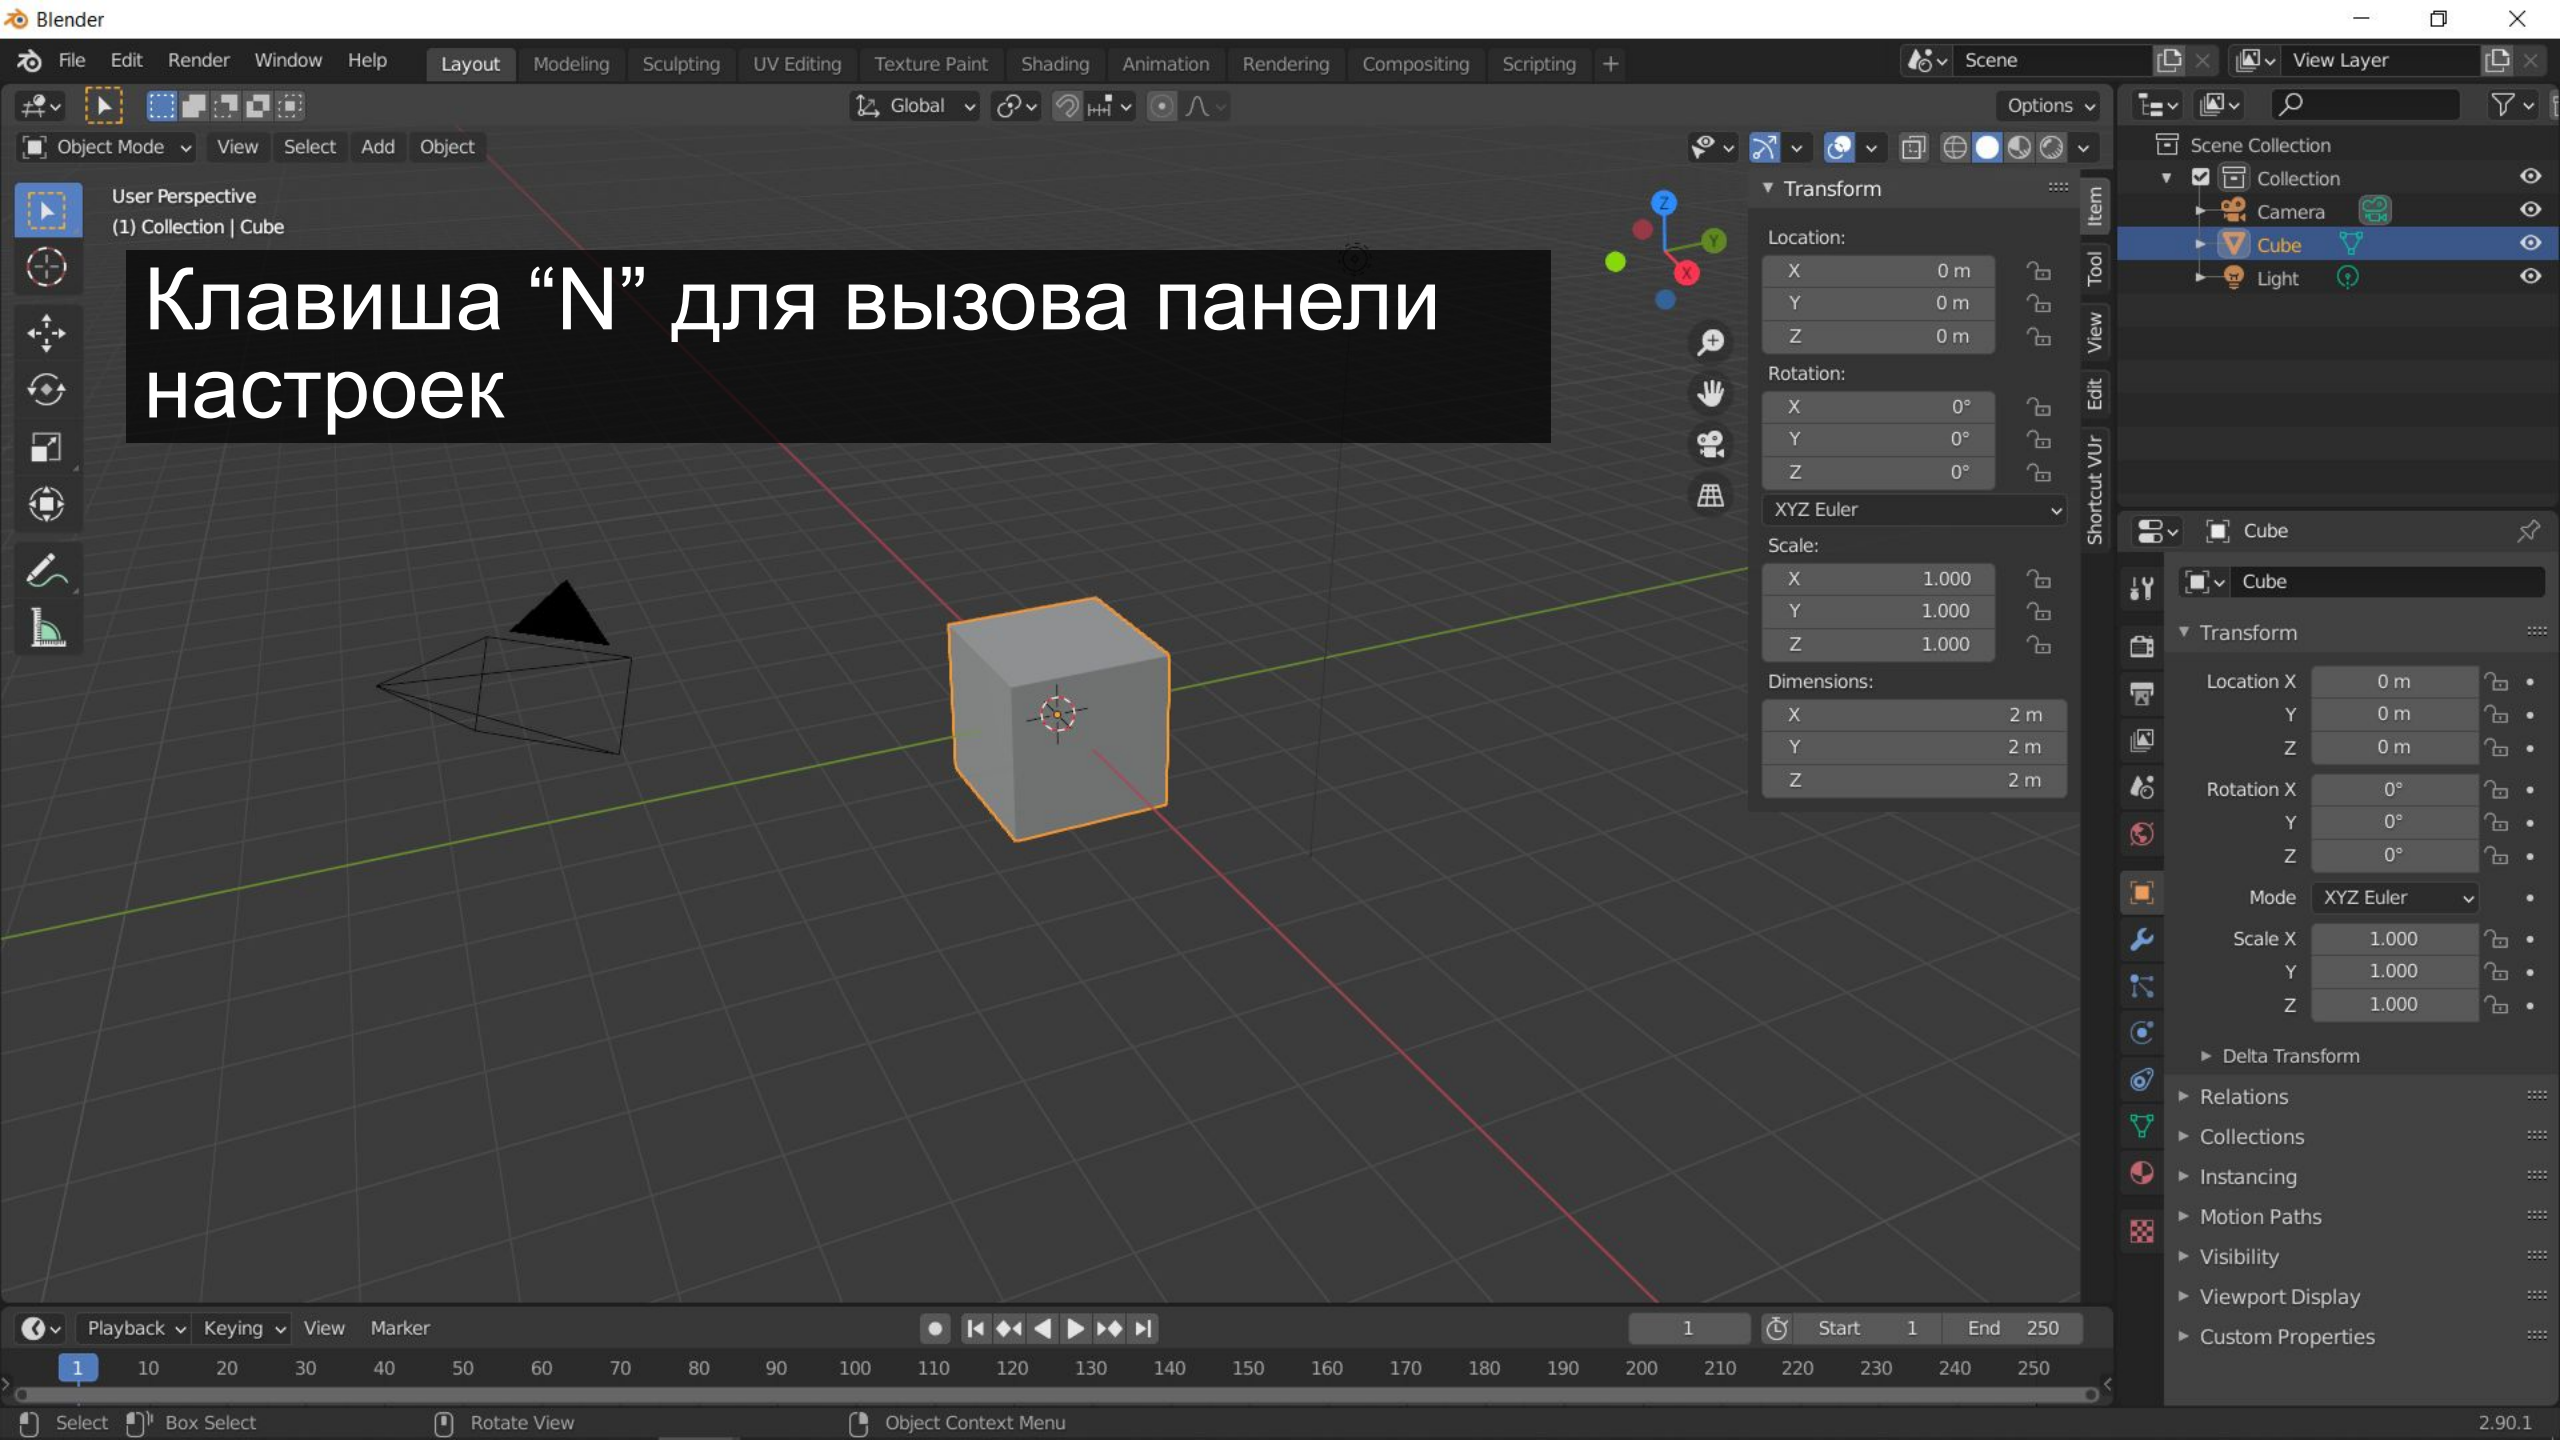 Blender
File Edit Render Window Help Layout Modeling Sculpting UV Editing Texture Paint Shading Animation Rendering Compositing Scripting + Scene View Layer
Global Options
Object Mode View Select Add Object
User Perspective
(1) Collection | Cube
Клавиша “N” для вызова панели
настроек
Z
Y
X
Transform
Location:
X 0 m
Y 0 m
Z 0 m
Rotation:
X 0°
Y 0°
Z 0°
XYZ Euler
Scale:
X 1.000
Y 1.000
Z 1.000
Dimensions:
X 2 m
Y 2 m
Z 2 m
Item
Tool
View
Edit
Shortcut VUr
Scene Collection
Collection
Camera
Cube
Light
Cube
Cube
Transform
Location X 0 m
Y 0 m
Z 0 m
Rotation X 0°
Y 0°
Z 0°
Mode XYZ Euler
Scale X 1.000
Y 1.000
Z 1.000
Delta Transform
Relations
Collections
Instancing
Motion Paths
Visibility
Viewport Display
Custom Properties
Playback Keying View Marker 1 Start 1 End 250
1 10 20 30 40 50 60 70 80 90 100 110 120 130 140 150 160 170 180 190 200 210 220 230 240 250
Select Box Select Rotate View Object Context Menu 2.90.1